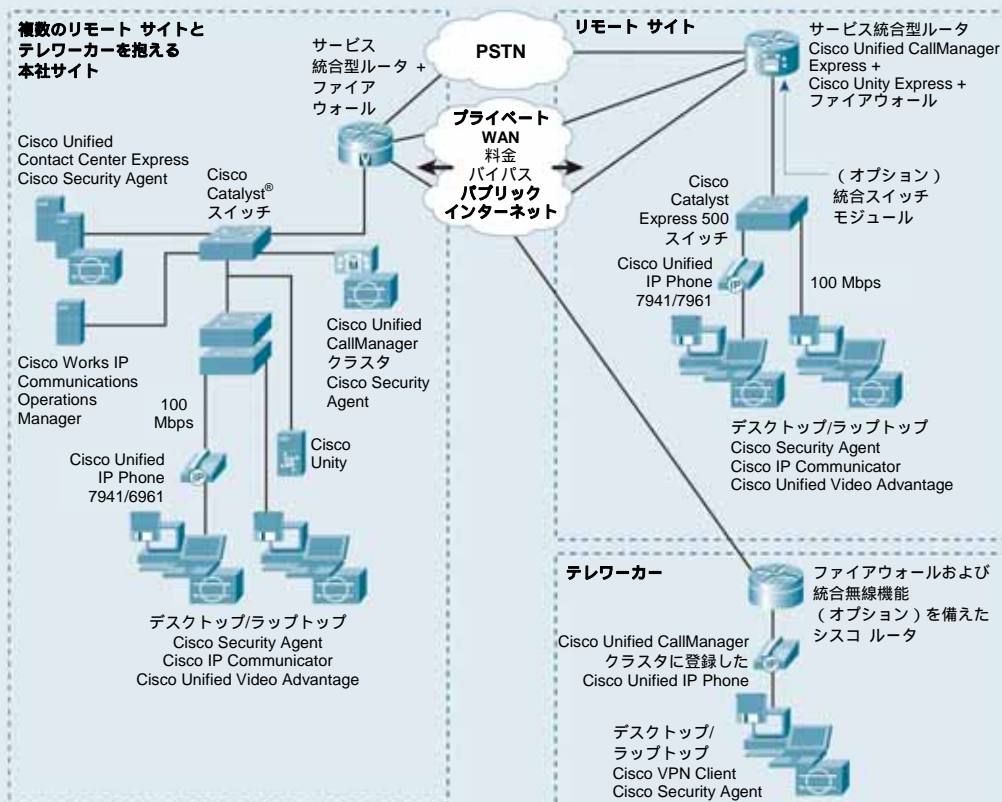 複数のリモート サイトと
テレワーカーを抱える
本社サイト
サービス
統合型ルータ +
ファイア
ウォール
V
Cisco Unified
Contact Center Express
Cisco Security Agent
Cisco
Catalyst®
スイッチ
M
Cisco Unified
CallManager
クラスタ
Cisco Security
Agent
Cisco Works IP
Communications
Operations
Manager
100
Mbps
Cisco Unified
IP Phone
7941/6961
IP
Cisco
Unity
デスクトップ/ラップトップ
Cisco Security Agent
Cisco IP Communicator
Cisco Unified Video Advantage
PSTN
プライベート
WAN
料金
バイパス
パブリック
インターネット
リモート サイト
サービス統合型ルータ
Cisco Unified CallManager
Express +
Cisco Unity Express +
ファイアウォール
(オプション)
統合スイッチ
モジュール
Cisco
Catalyst
Express 500
スイッチ
Cisco Unified
IP Phone
7941/7961
IP
100 Mbps
デスクトップ/ラップトップ
Cisco Security Agent
Cisco IP Communicator
Cisco Unified Video Advantage
テレワーカー
ファイアウォールおよび
統合無線機能
(オプション)を備えた
シスコ ルータ
Cisco Unified CallManager
クラスタに登録した
Cisco Unified IP Phone
IP
デスクトップ/
ラップトップ
Cisco VPN Client
Cisco Security Agent